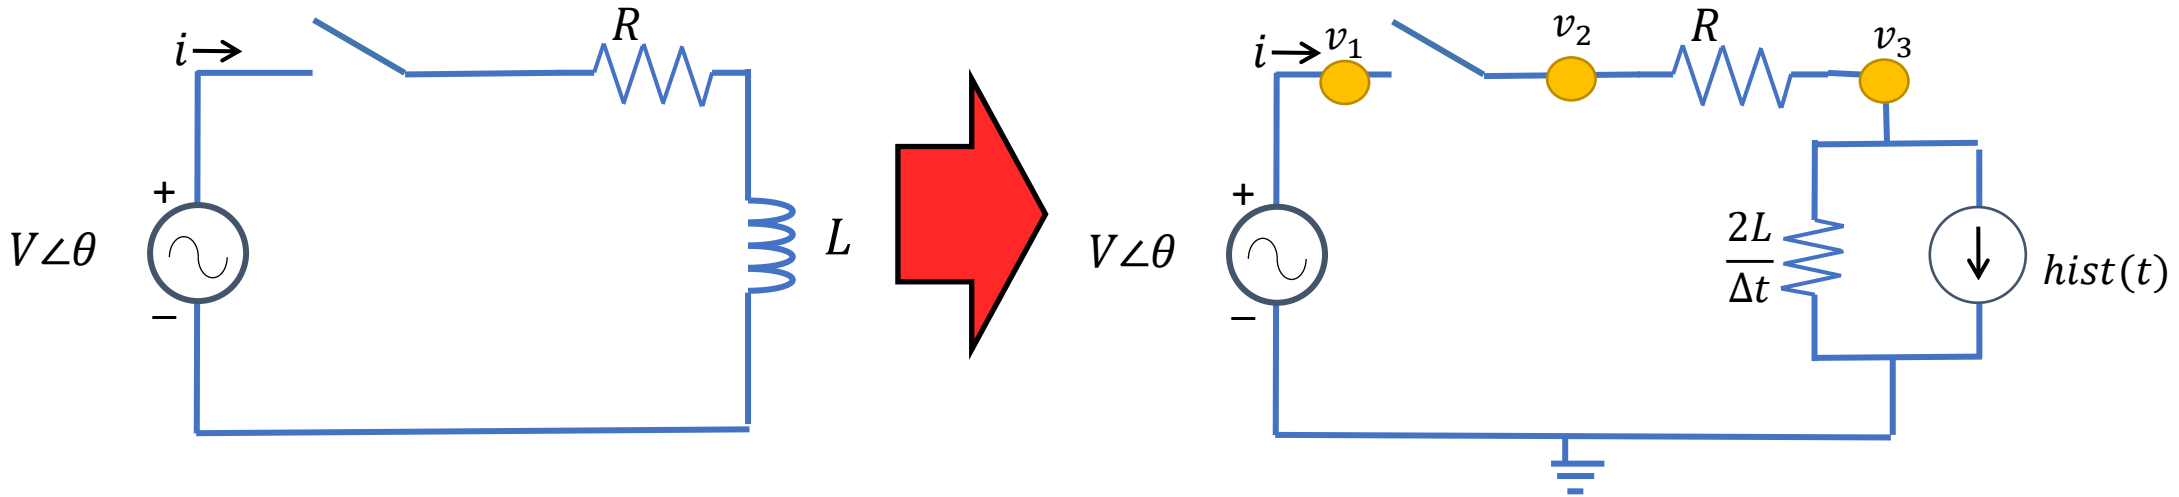 i
R
+
V∠θ
−
L
i
v₁
v₂
R
v₃
+
V∠θ
−
2L
Δt
hist(t)